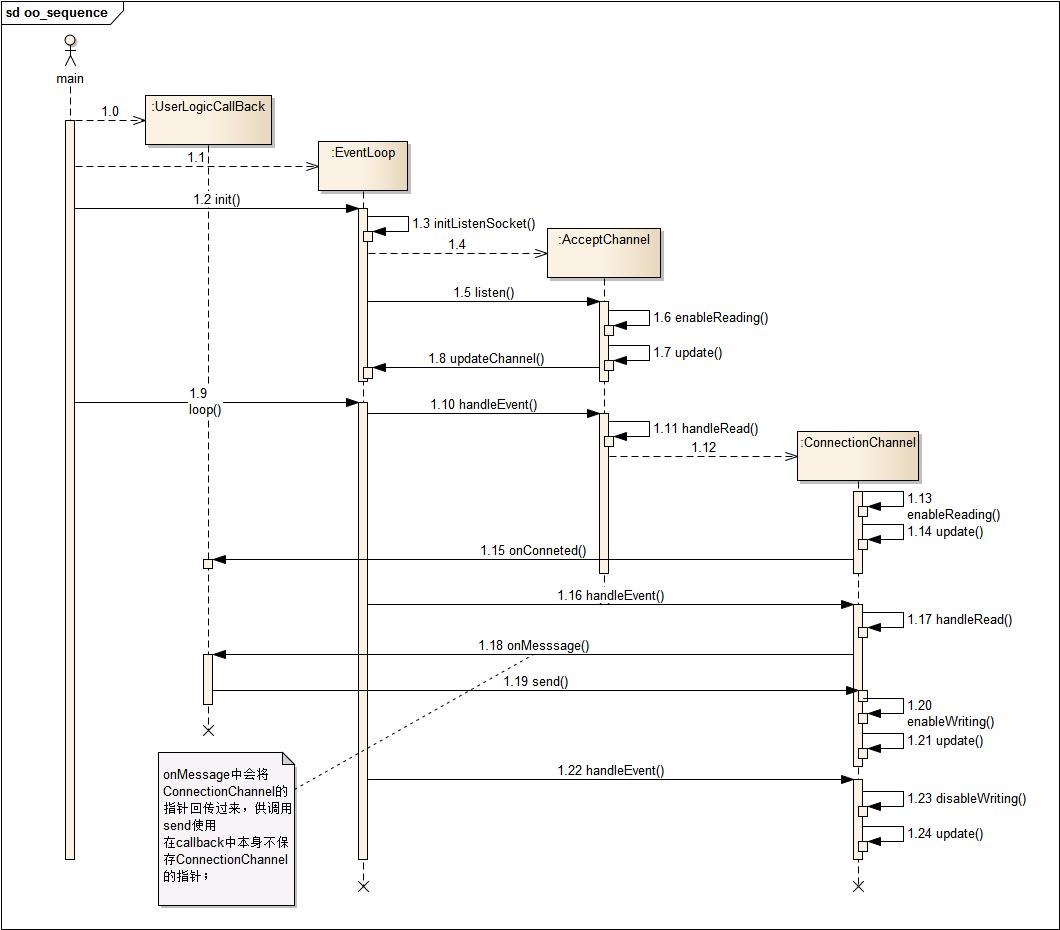 sd oo_sequence
main
1.0
:UserLogicCallBack
1.1
:EventLoop
1.2 init()
1.3 initListenSocket()
1.4
:AcceptChannel
1.5 listen()
1.6 enableReading()
1.7 update()
1.8 updateChannel()
1.9
loop()
1.10 handleEvent()
1.11 handleRead()
1.12
:ConnectionChannel
1.13
enableReading()
1.14 update()
1.15 onConneted()
1.16 handleEvent()
1.17 handleRead()
1.18 onMesssage()
1.19 send()
1.20
enableWriting()
1.21 update()
1.22 handleEvent()
1.23 disableWriting()
1.24 update()
onMessage中会将
ConnectionChannel的
指针回传过来，供调用
send使用
在callback中本身不保
存ConnectionChannel
的指针；